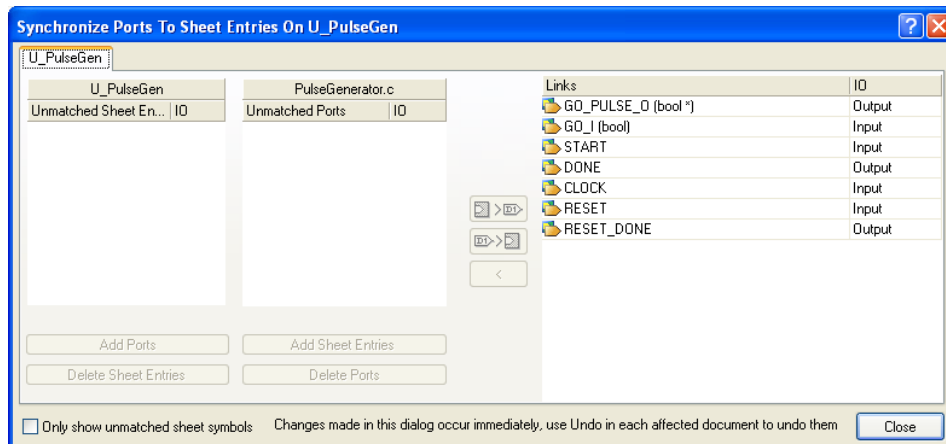 Synchronize Ports To Sheet Entries On U_PulseGen
U_PulseGen
U_PulseGen
Unmatched Sheet En... IO
PulseGenerator.c
Unmatched Ports IO
Links IO
GO_PULSE_O (bool *) Output
GO_I (bool) Input
START Input
DONE Output
CLOCK Input
RESET Input
RESET_DONE Output
D1
D1
<
Add Ports
Add Sheet Entries
Delete Sheet Entries
Delete Ports
Only show unmatched sheet symbols
Changes made in this dialog occur immediately, use Undo in each affected document to undo them
Close